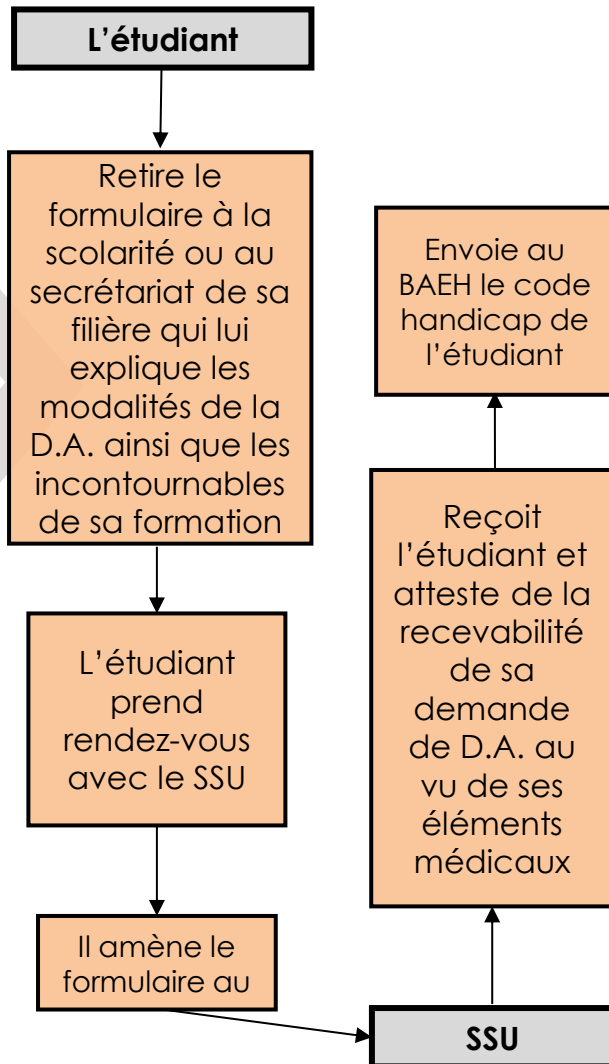 L'étudiant
Retire le
formulaire à la
scolarité ou au
secrétariat de sa
filière qui lui
explique les
modalités de la
D.A. ainsi que les
incontournables
de sa formation
L'étudiant
prend
rendez-vous
avec le SSU
Il amène le
formulaire au
SSU
Reçoit
l'étudiant et
atteste de la
recevabilité
de sa
demande
de D.A. au
vu de ses
éléments
médicaux
Envoie au
BAEH le code
handicap de
l'étudiant